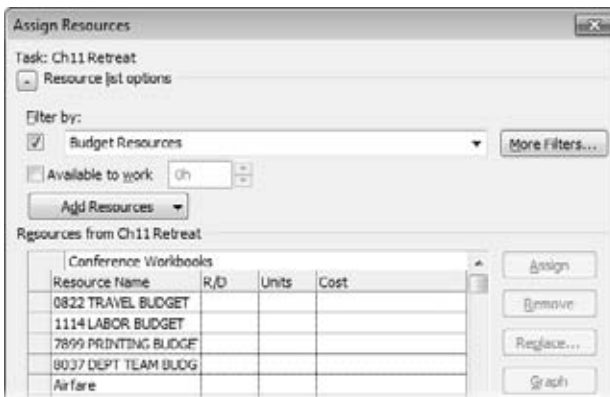 Assign Resources
Task: Ch11 Retreat
Resource list options
Filter by:
Budget Resources
More Filters...
Available to work 0h
Add Resources
Resources from Ch11 Retreat
Conference Workbooks
Assign
Resource Name R/D Units Cost
0822 TRAVEL BUDGET
Remove
1114 LABOR BUDGET
7899 PRINTING BUDGE
Replace...
8037 DEPT TEAM BUDG
Airfare
Graph